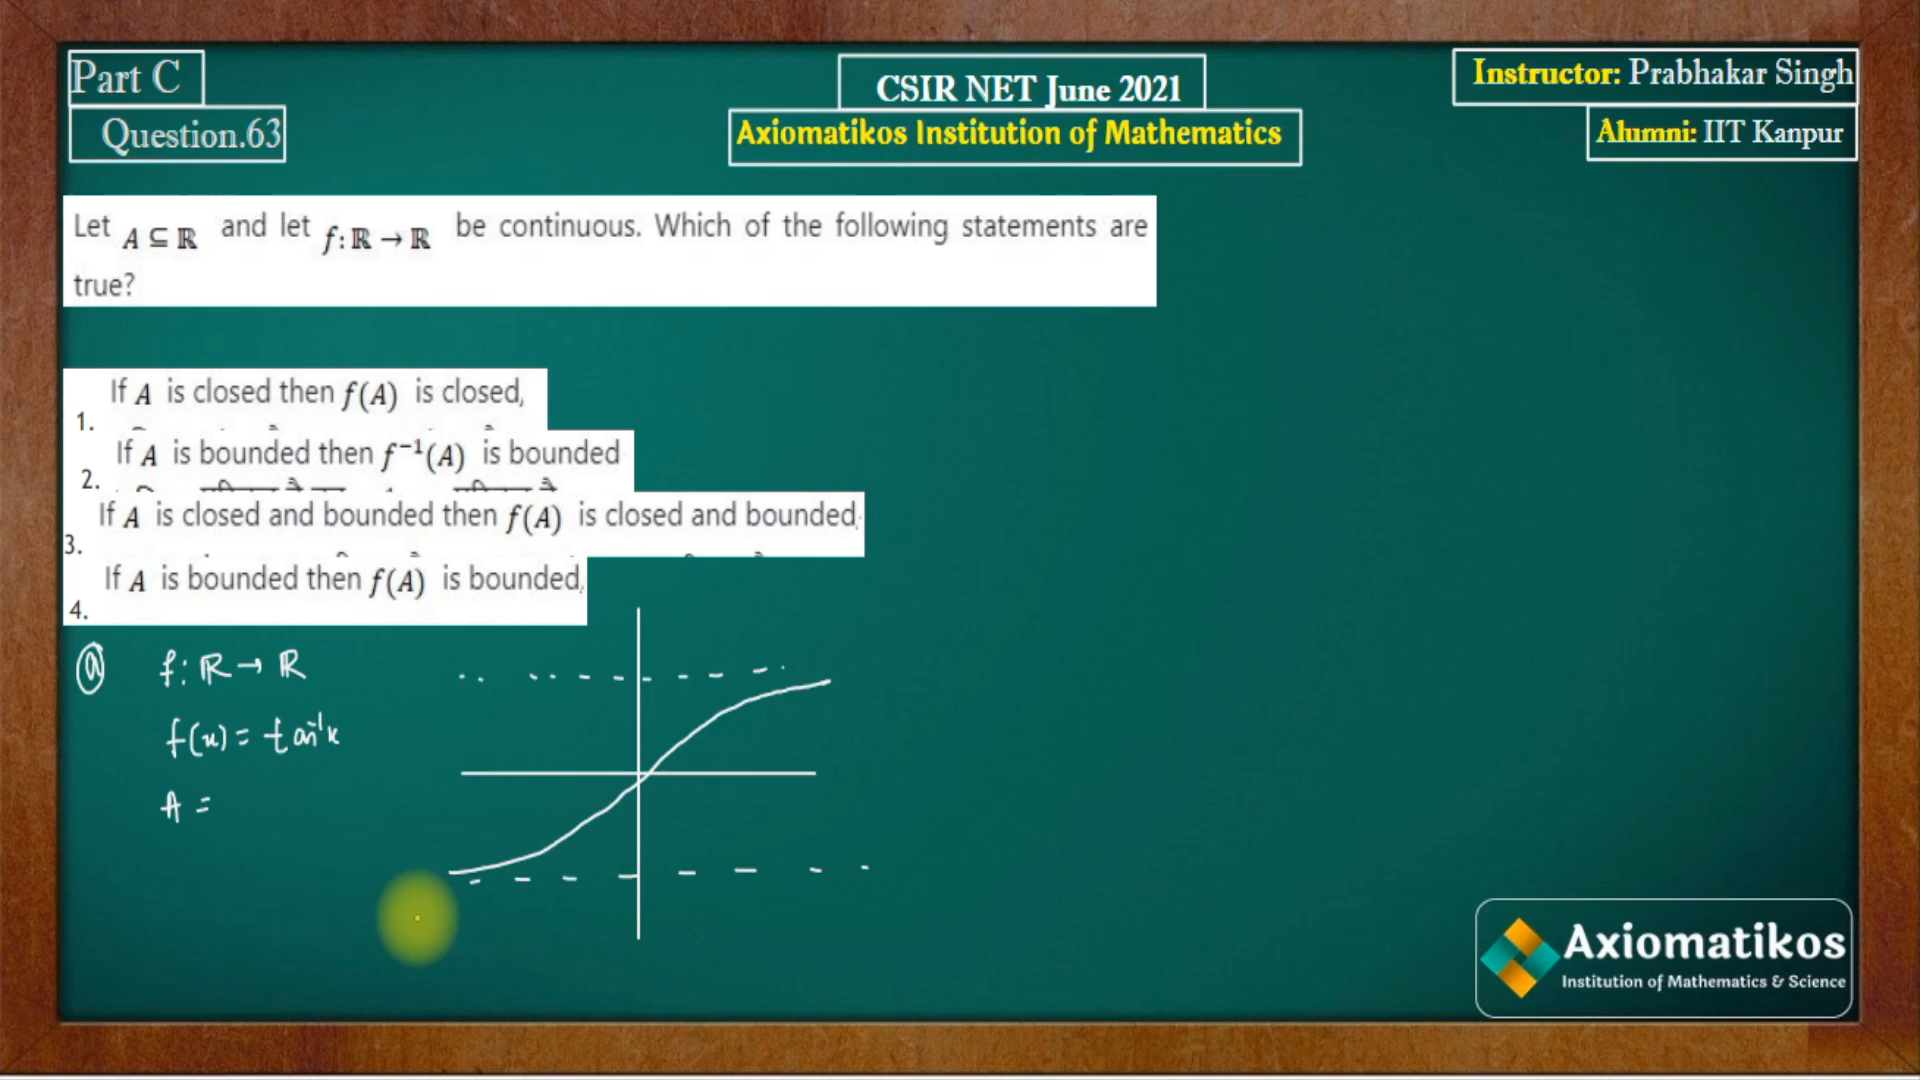 Part C
Question.63
CSIR NET June 2021
Axiomatikos Institution of Mathematics
Instructor: Prabhakar Singh
Alumni: IIT Kanpur
Let A ⊆ ℝ and let f: ℝ → ℝ be continuous. Which of the following statements are
true?
1. If A is closed then f(A) is closed,
2. If A is bounded then f⁻¹(A) is bounded
3. If A is closed and bounded then f(A) is closed and bounded,
4. If A is bounded then f(A) is bounded,
ⓐ f: ℝ → ℝ
f(x) = tan⁻¹x
A =
Axiomatikos
Institution of Mathematics & Science